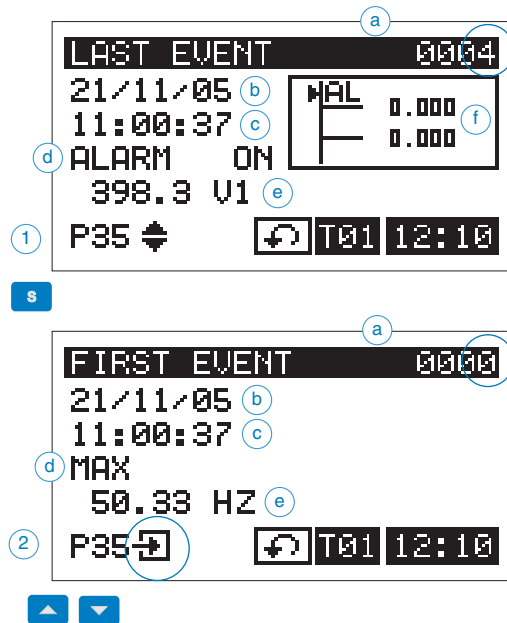 a
LAST EVENT 0004
21/11/05 b
11:00:37 c
AL
0.000
0.000
f
d ALARM ON
398.3 V1 e
1 P35 T01 12:10
S
a
FIRST EVENT 0000
21/11/05 b
11:00:37 c
d MAX
50.33 HZ e
2 P35 T01 12:10